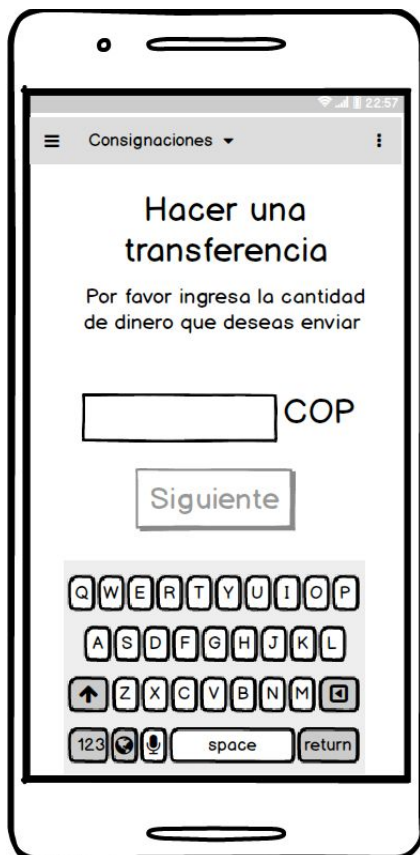 22:57
Consignaciones
Hacer una
transferencia
Por favor ingresa la cantidad
de dinero que deseas enviar
COP
Siguiente
Q W E R T Y U I O P
A S D F G H J K L
Z X C V B N M
123 space return